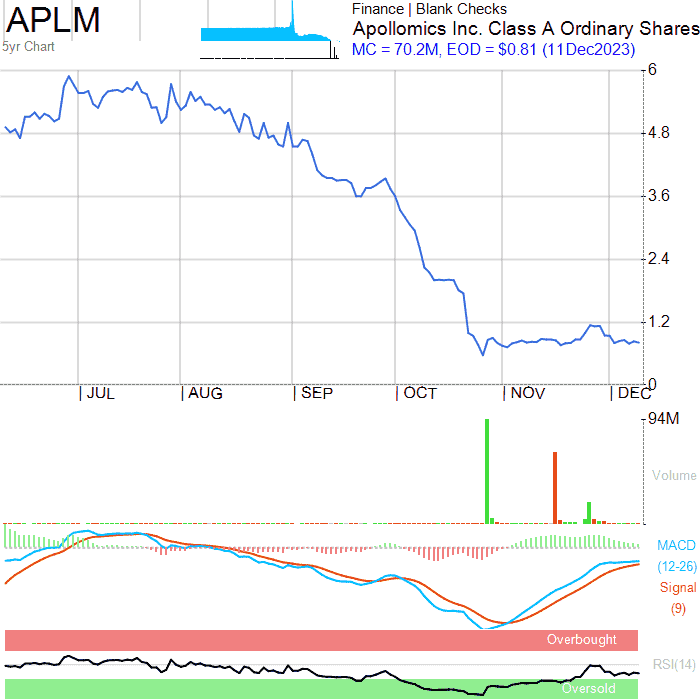 APLM
5yr Chart
Finance | Blank Checks
Apollomics Inc. Class A Ordinary Shares
MC = 70.2M, EOD = $0.81 (11Dec2023)
6
4.8
3.6
2.4
1.2
0
| JUL | AUG | SEP | OCT | NOV | DEC
94M
Volume
MACD
(12-26)
Signal
(9)
Overbought
RSI(14)
Oversold